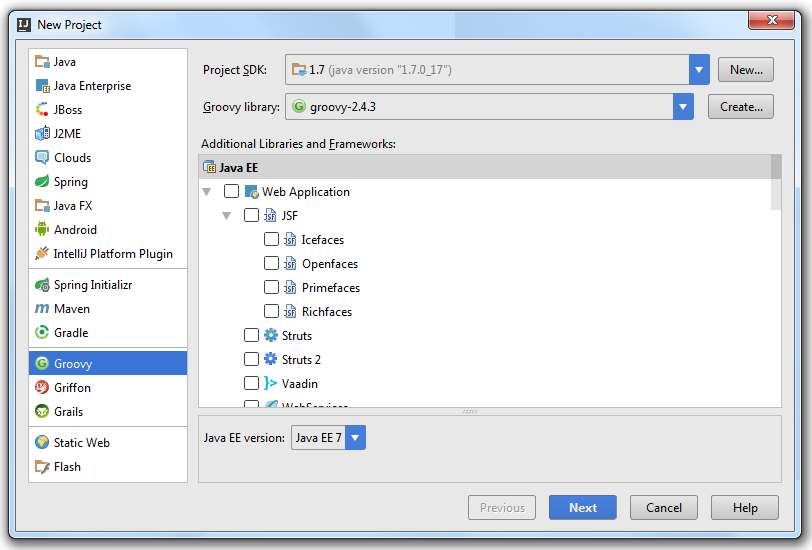 New Project
Java
Java Enterprise
JBoss
J2ME
Clouds
Spring
Java FX
Android
IntelliJ Platform Plugin
Spring Initializr
Maven
Gradle
Groovy
Griffon
Grails
Static Web
Flash
Project SDK: 1.7 (java version "1.7.0_17") New...
Groovy library: groovy-2.4.3 Create...
Additional Libraries and Frameworks:
Java EE
Web Application
JSF
Icefaces
Openfaces
Primefaces
Richfaces
Struts
Struts 2
Vaadin
WebServices
Java EE version: Java EE 7
Previous Next Cancel Help